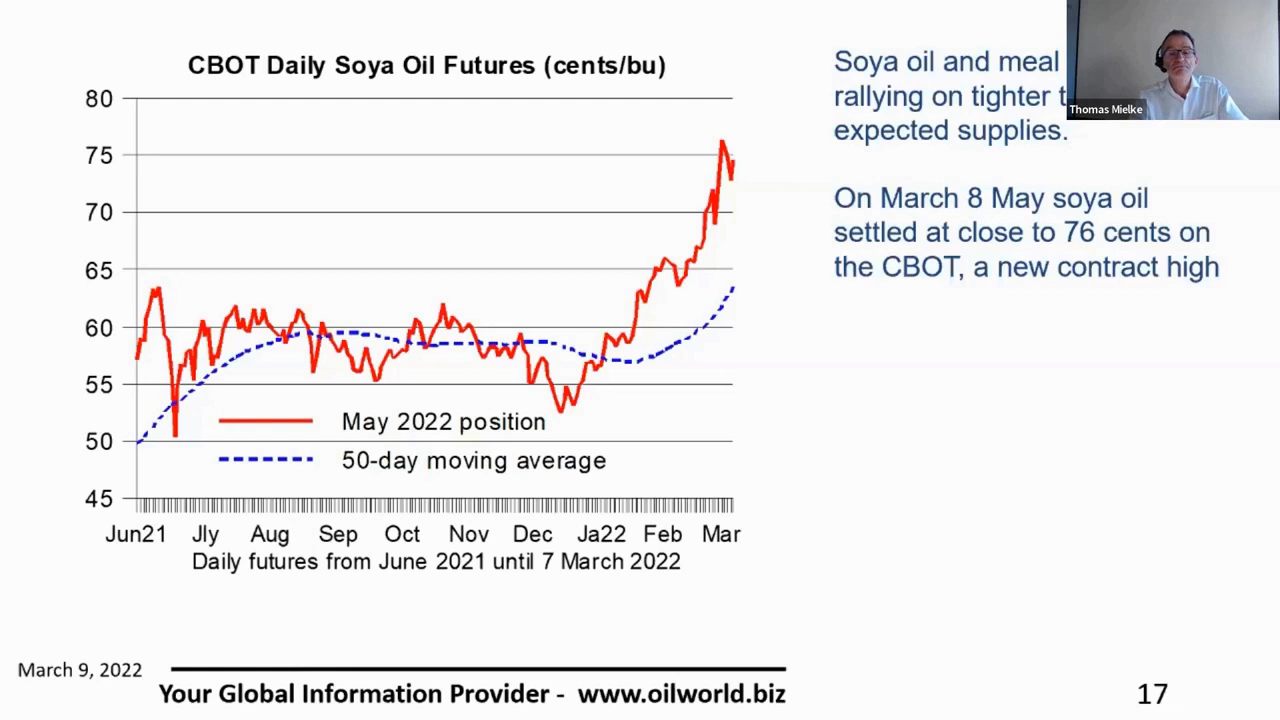 CBOT Daily Soya Oil Futures (cents/bu)
80
75
70
65
60
55
50
45
May 2022 position
50-day moving average
Jun21 Jly Aug Sep Oct Nov Dec Ja22 Feb Mar
Daily futures from June 2021 until 7 March 2022
Soya oil and meal
rallying on tighter
expected supplies.
On March 8 May soya oil
settled at close to 76 cents on
the CBOT, a new contract high
Thomas Mielke
March 9, 2022
Your Global Information Provider - www.oilworld.biz
17